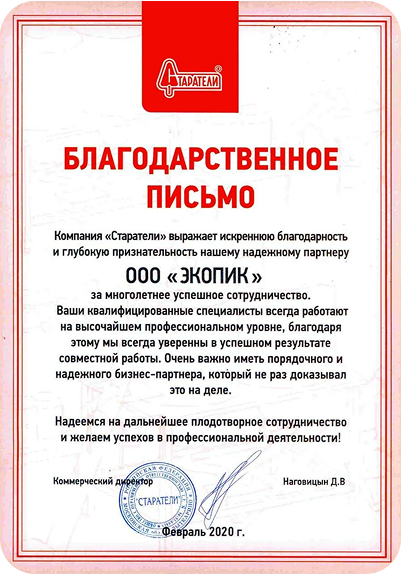 СТАРАТЕЛИ
БЛАГОДАРСТВЕННОЕ
ПИСЬМО
Компания «Старатели» выражает искреннюю благодарность
и глубокую признательность нашему надежному партнеру
ООО «ЭКОПИК»
за многолетнее успешное сотрудничество.
Ваши квалифицированные специалисты всегда работают
на высочайшем профессиональном уровне, благодаря
этому мы всегда уверенны в успешном результате
совместной работы. Очень важно иметь порядочного и
надежного бизнес-партнера, который не раз доказывал
это на деле.
Надеемся на дальнейшее плодотворное сотрудничество
и желаем успехов в профессиональной деятельности!
Коммерческий директор
Наговицын Д.В
"СТАРАТЕЛИ"
Февраль 2020 г.